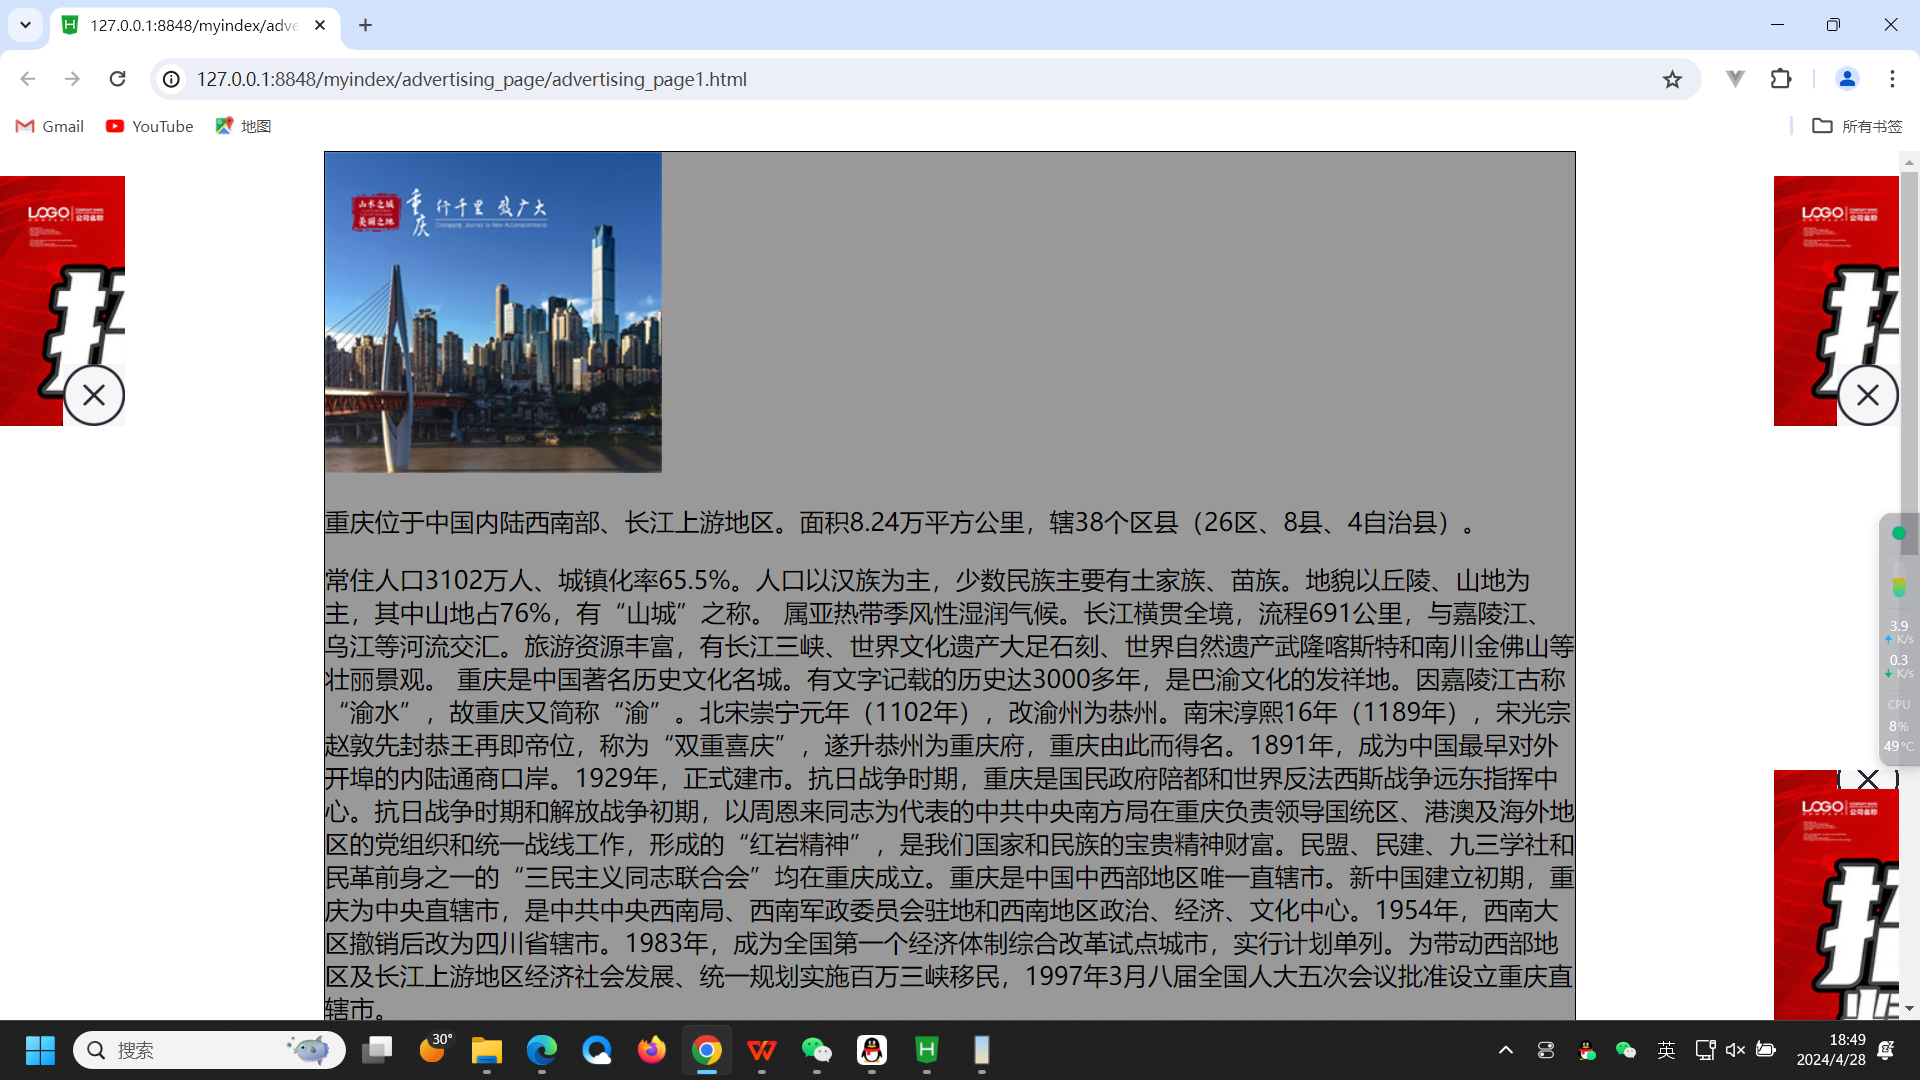 127.0.0.1:8848/myindex/adve
127.0.0.1:8848/myindex/advertising_page/advertising_page1.html
Gmail
YouTube
地图
所有书签
LOGO
公司名称
LOGO
公司名称
山水之城
美丽之地
重庆
行千里 致广大
Chongqing Journey to New Accomplishments
招
招
重庆位于中国内陆西南部、长江上游地区。面积8.24万平方公里，辖38个区县（26区、8县、4自治县）。
常住人口3102万人、城镇化率65.5%。人口以汉族为主，少数民族主要有土家族、苗族。地貌以丘陵、山地为
主，其中山地占76%，有“山城”之称。 属亚热带季风性湿润气候。长江横贯全境，流程691公里，与嘉陵江、
乌江等河流交汇。旅游资源丰富，有长江三峡、世界文化遗产大足石刻、世界自然遗产武隆喀斯特和南川金佛山等
壮丽景观。 重庆是中国著名历史文化名城。有文字记载的历史达3000多年，是巴渝文化的发祥地。因嘉陵江古称
“渝水”，故重庆又简称“渝”。北宋崇宁元年（1102年），改渝州为恭州。南宋淳熙16年（1189年），宋光宗
赵敦先封恭王再即帝位，称为“双重喜庆”，遂升恭州为重庆府，重庆由此而得名。1891年，成为中国最早对外
开埠的内陆通商口岸。1929年，正式建市。抗日战争时期，重庆是国民政府陪都和世界反法西斯战争远东指挥中
心。抗日战争时期和解放战争初期，以周恩来同志为代表的中共中央南方局在重庆负责领导国统区、港澳及海外地
区的党组织和统一战线工作，形成的“红岩精神”，是我们国家和民族的宝贵精神财富。民盟、民建、九三学社和
民革前身之一的“三民主义同志联合会”均在重庆成立。重庆是中国中西部地区唯一直辖市。新中国建立初期，重
庆为中央直辖市，是中共中央西南局、西南军政委员会驻地和西南地区政治、经济、文化中心。1954年，西南大
区撤销后改为四川省辖市。1983年，成为全国第一个经济体制综合改革试点城市，实行计划单列。为带动西部地
区及长江上游地区经济社会发展、统一规划实施百万三峡移民，1997年3月八届全国人大五次会议批准设立重庆直
辖市。
3.9
K/s
0.3
K/s
CPU
8%
49°C
LOGO
公司名称
招
搜索
30°
英
18:49
2024/4/28